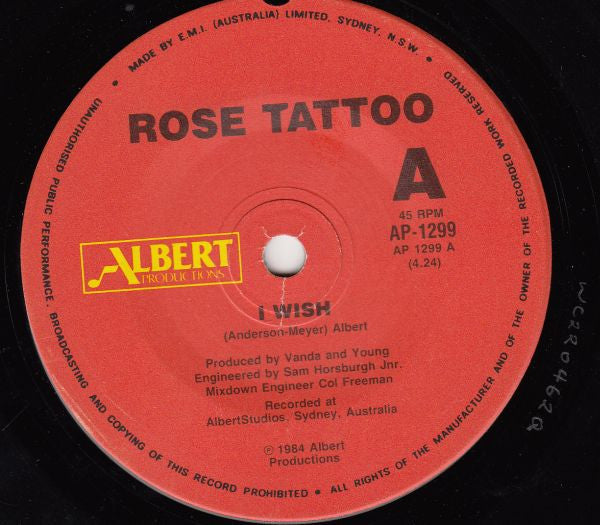 • MADE BY E.M.I. (AUSTRALIA) LIMITED, SYDNEY, N.S.W. •
UNAUTHORISED PUBLIC PERFORMANCE, BROADCASTING AND COPYING OF THIS RECORD PROHIBITED • ALL RIGHTS OF THE MANUFACTURER AND OF THE OWNER OF THE RECORDED WORK RESERVED
ROSE TATTOO
A
45 RPM
AP-1299
AP 1299 A
(4.24)
ALBERT
PRODUCTIONS
I WISH
(Anderson-Meyer) Albert
Produced by Vanda and Young
Engineered by Sam Horsburgh Jnr.
Mixdown Engineer Col Freeman
Recorded at
AlbertStudios, Sydney, Australia
℗ 1984 Albert
Productions